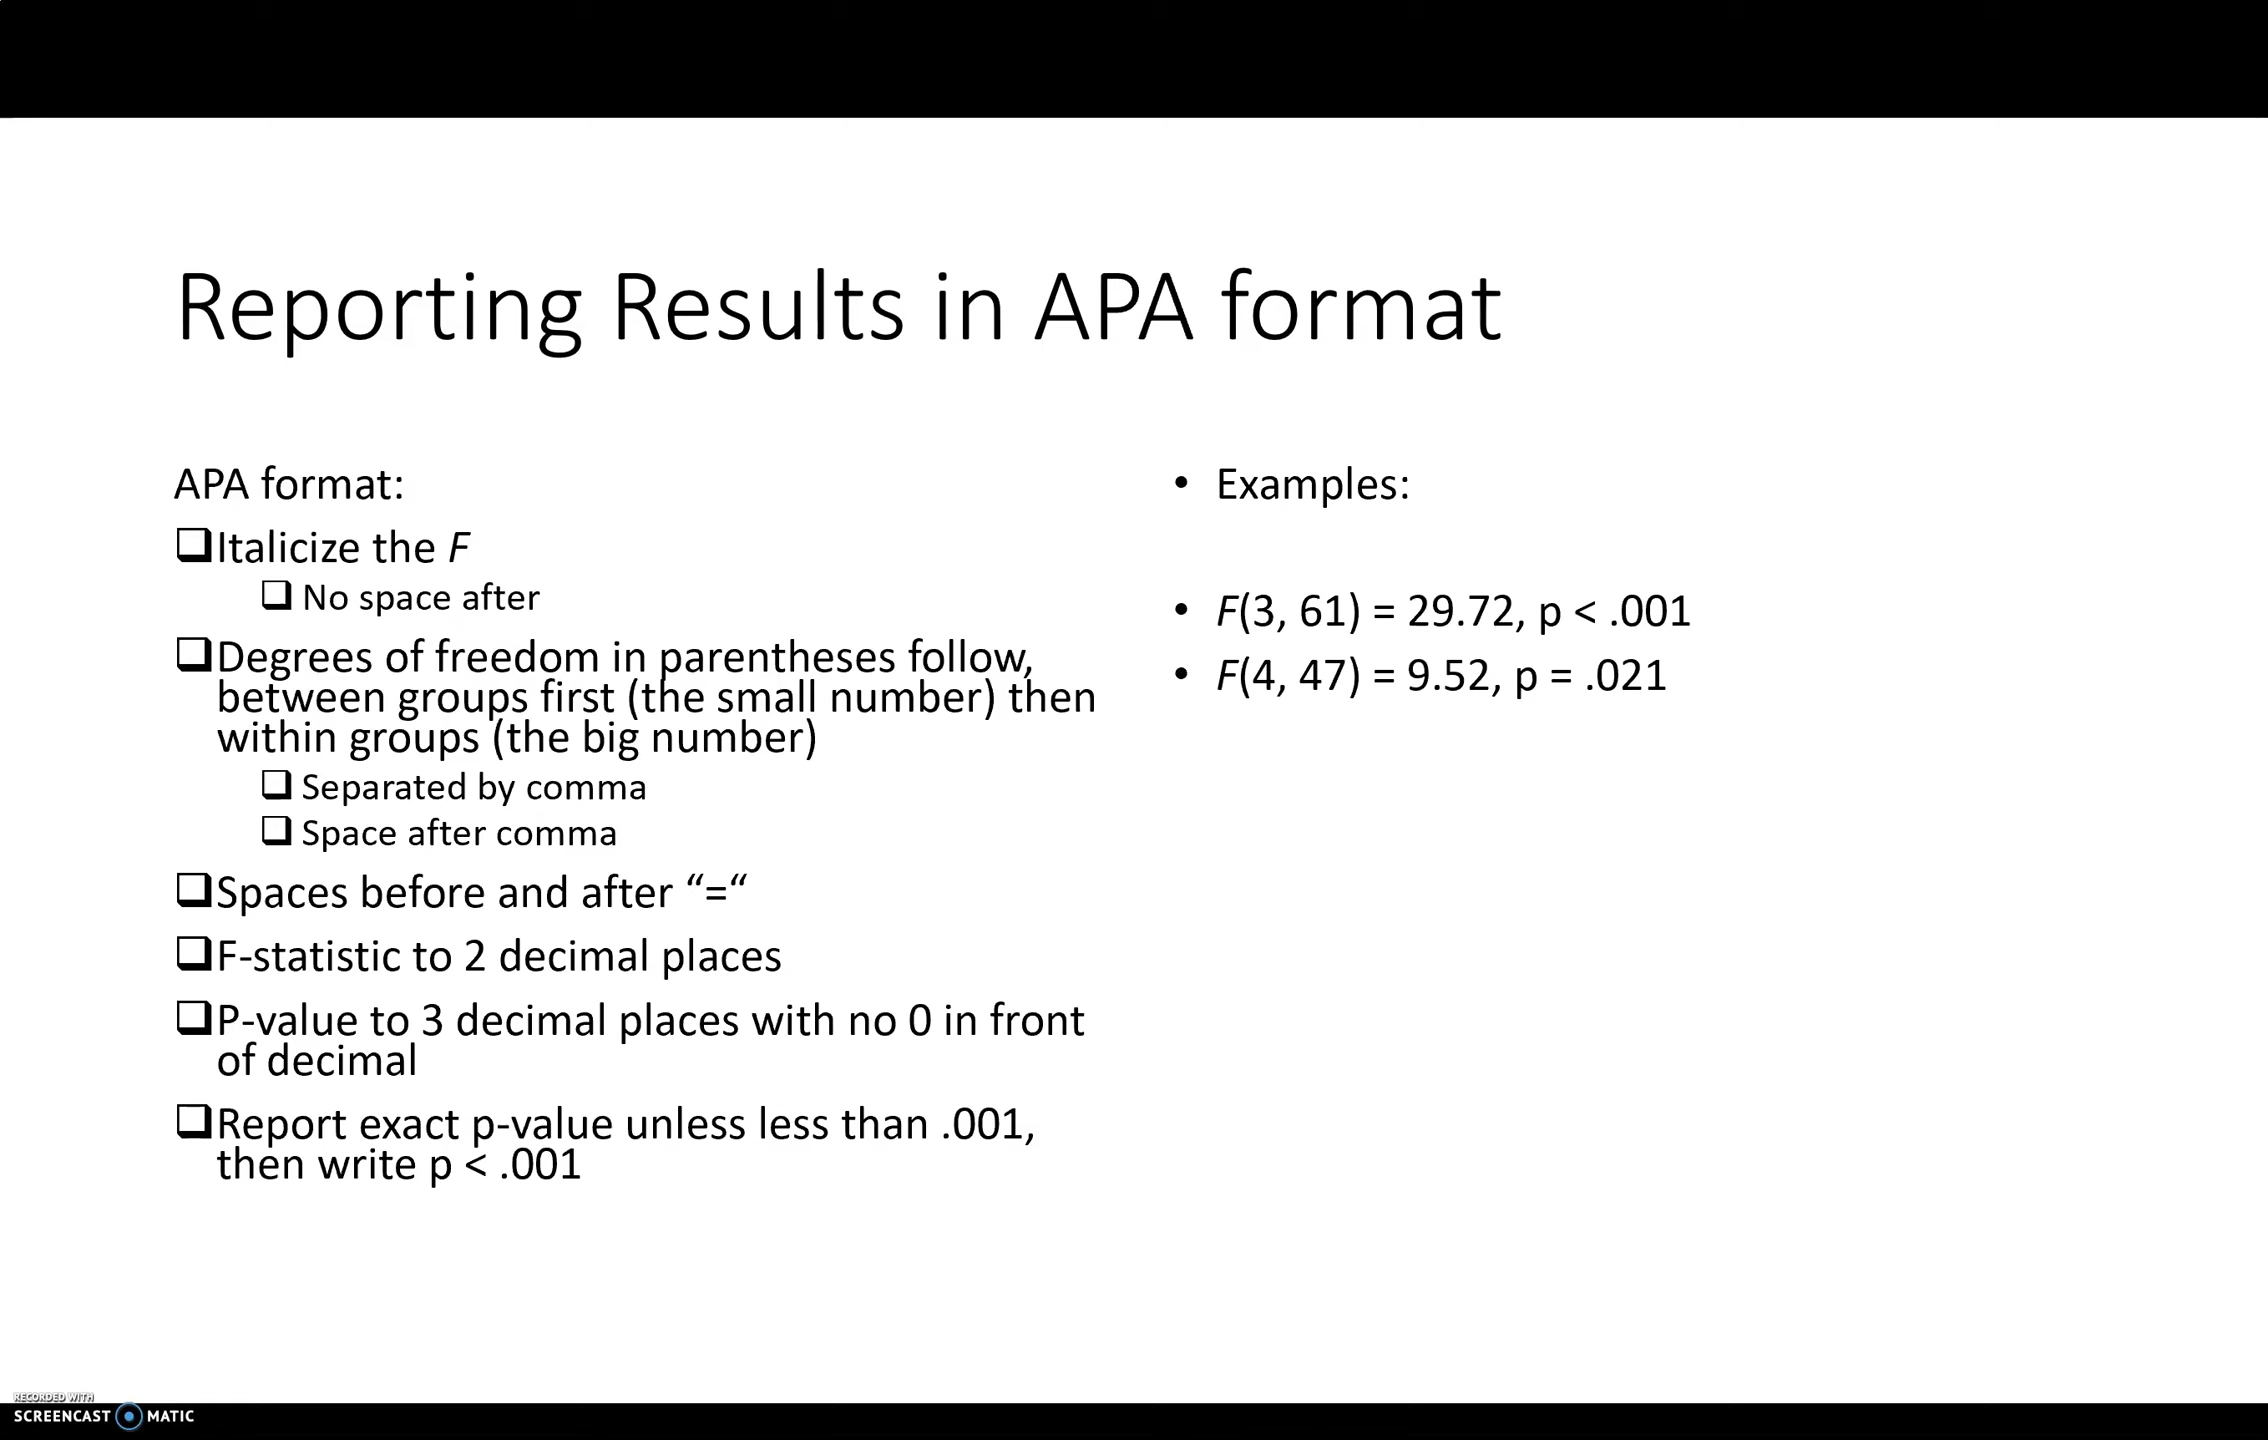 Reporting Results in APA format
APA format:
❑Italicize the F
❑ No space after
❑Degrees of freedom in parentheses follow,
between groups first (the small number) then
within groups (the big number)
❑ Separated by comma
❑ Space after comma
❑Spaces before and after “=“
❑F-statistic to 2 decimal places
❑P-value to 3 decimal places with no 0 in front
of decimal
❑Report exact p-value unless less than .001,
then write p < .001
• Examples:
• F(3, 61) = 29.72, p < .001
• F(4, 47) = 9.52, p = .021
RECORDED WITH
SCREENCAST MATIC